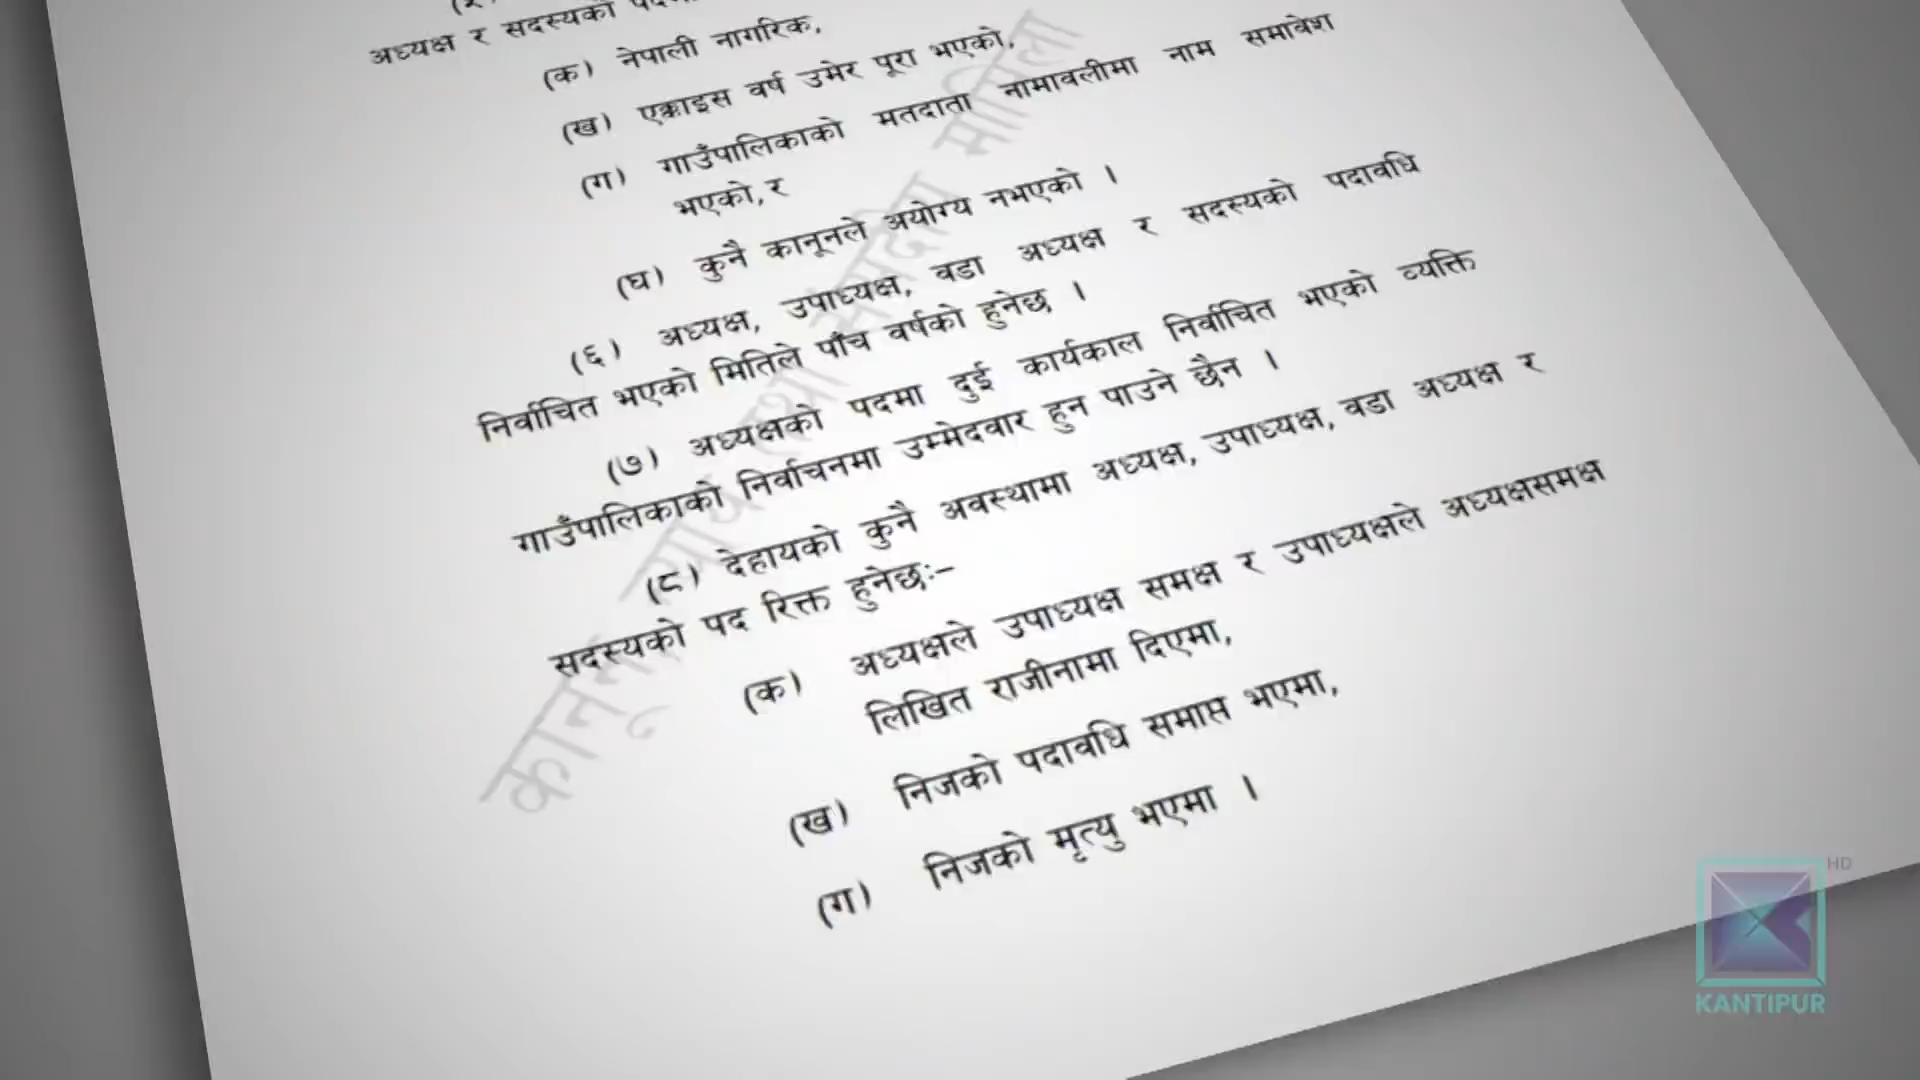 अध्यक्ष र सदस्यको
(क) नेपाली नागरिक,
(ख) एक्काइस वर्ष उमेर पूरा भएको,
(ग) गाउँपालिकाको मतदाता नामावलीमा नाम समावेश
भएको, र
(घ) कुनै कानूनले अयोग्य नभएको ।
(६) अध्यक्ष, उपाध्यक्ष, वडा अध्यक्ष र सदस्यको पदावधि
निर्वाचित भएको मितिले पाँच वर्षको हुनेछ ।
(७) अध्यक्षको पदमा दुई कार्यकाल निर्वाचित भएको व्यक्ति
गाउँपालिकाको निर्वाचनमा उम्मेदवार हुन पाउने छैन ।
(८) देहायको कुनै अवस्थामा अध्यक्ष, उपाध्यक्ष, वडा अध्यक्ष र
सदस्यको पद रिक्त हुनेछः–
(क) अध्यक्षले उपाध्यक्ष समक्ष र उपाध्यक्षले अध्यक्षसमक्ष
लिखित राजीनामा दिएमा,
(ख) निजको पदावधि समाप्त भएमा,
(ग) निजको मृत्यु भएमा ।
HD
KANTIPUR